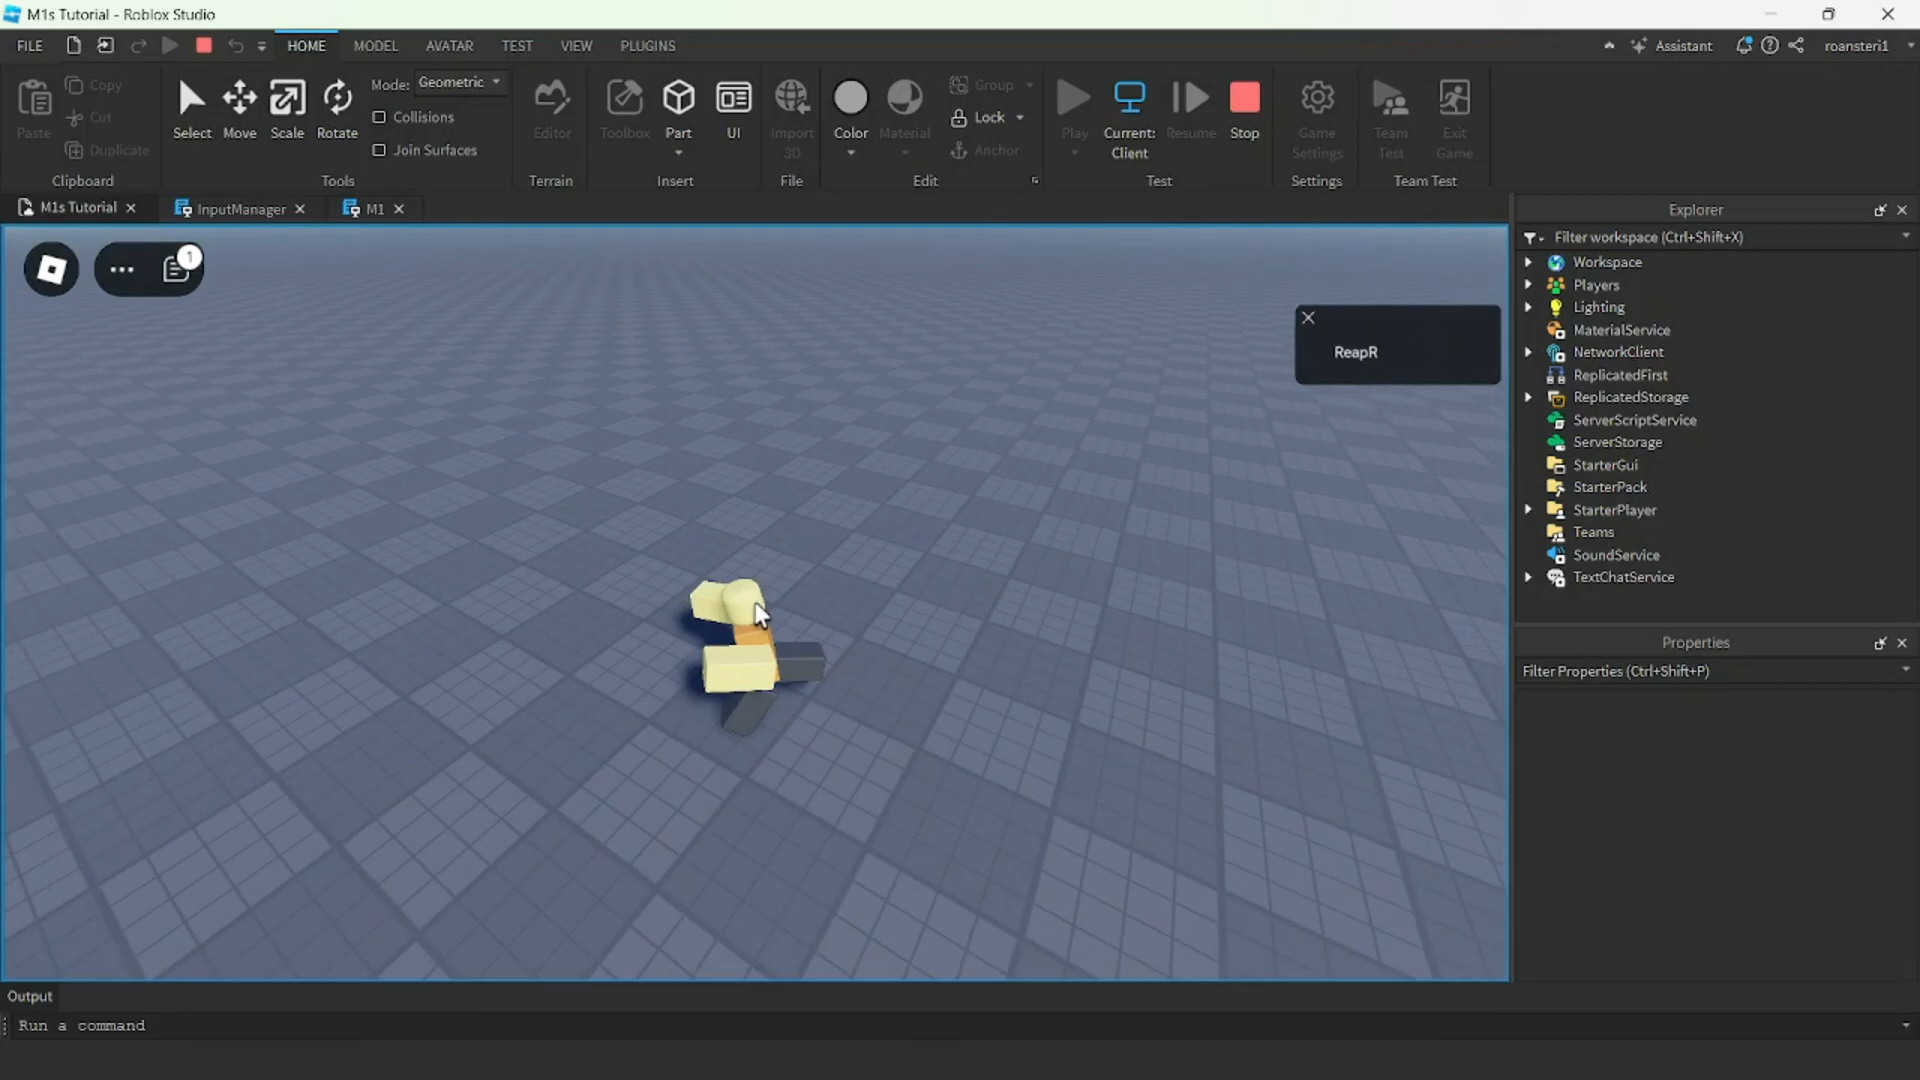 M1s Tutorial - Roblox Studio
FILE HOME MODEL AVATAR TEST VIEW PLUGINS Assistant roansteri1
Paste Copy Cut Duplicate
Clipboard
Select Move Scale Rotate Mode: Geometric
Collisions
Join Surfaces
Tools
Editor
Terrain
Toolbox Part UI
Insert
Import 3D
File
Color Material Group
Lock
Anchor
Edit
Play Current: Client Resume Stop
Test
Game Settings
Settings
Team Test Exit Game
Team Test
M1s Tutorial InputManager M1
1
ReapR
Explorer
Filter workspace (Ctrl+Shift+X)
Workspace
Players
Lighting
MaterialService
NetworkClient
ReplicatedFirst
ReplicatedStorage
ServerScriptService
ServerStorage
StarterGui
StarterPack
StarterPlayer
Teams
SoundService
TextChatService
Properties
Filter Properties (Ctrl+Shift+P)
Output
Run a command